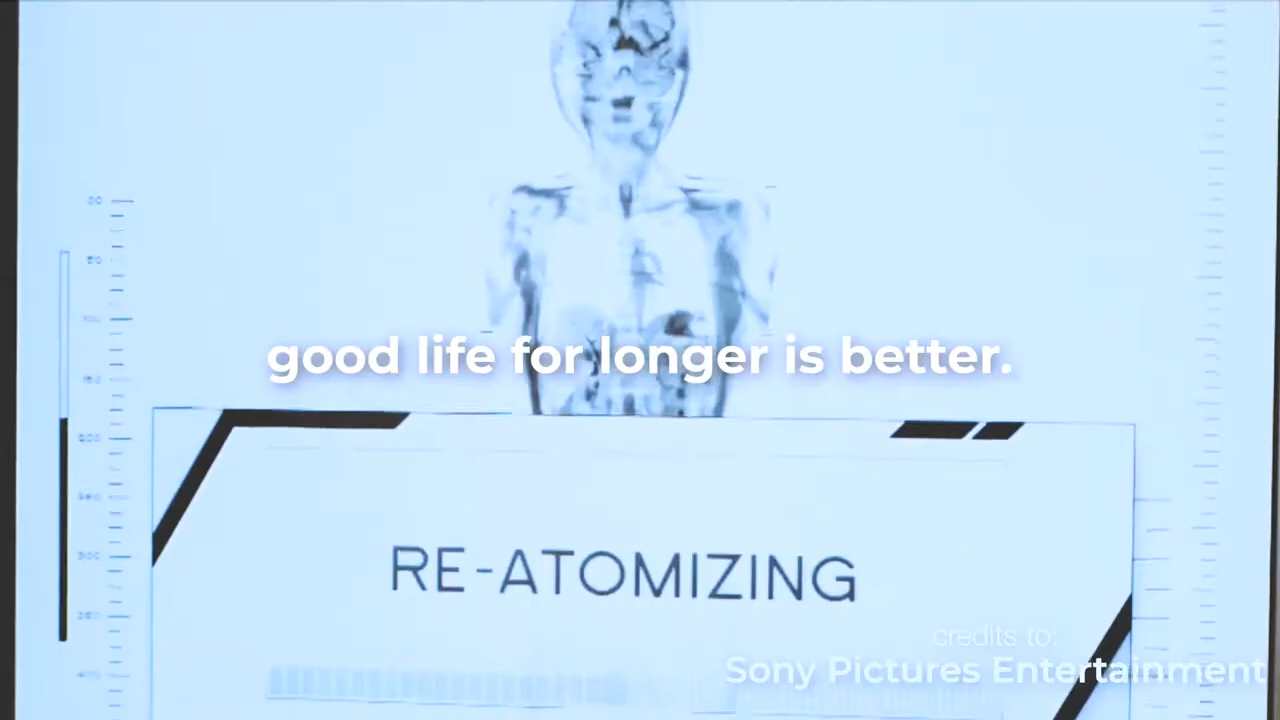 good life for longer is better.
RE-ATOMIZING
credits to:
Sony Pictures Entertainment